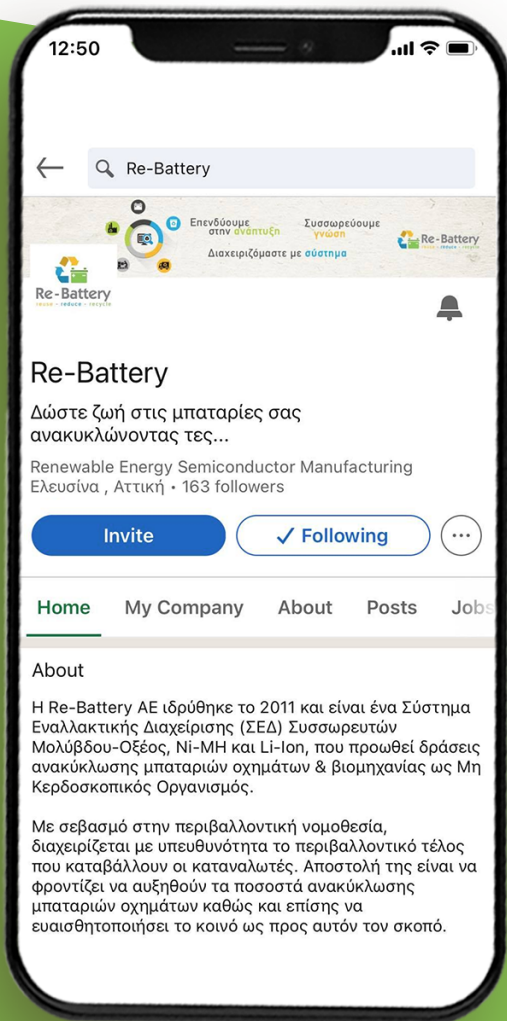 12:50
Re-Battery
Επενδύουμε
στην ανάπτυξη
Συσσωρεύουμε
γνώση
Διαχειριζόμαστε με σύστημα
Re-Battery
reuse • reduce • recycle
Re-Battery
reuse • reduce • recycle
Re-Battery
Δώστε ζωή στις μπαταρίες σας
ανακυκλώνοντας τες...
Renewable Energy Semiconductor Manufacturing
Ελευσίνα , Αττική • 163 followers
Invite
Following
Home My Company About Posts Jobs
About
Η Re-Battery ΑΕ ιδρύθηκε το 2011 και είναι ένα Σύστημα
Εναλλακτικής Διαχείρισης (ΣΕΔ) Συσσωρευτών
Μολύβδου-Οξέος, Ni-MH και Li-Ion, που προωθεί δράσεις
ανακύκλωσης μπαταριών οχημάτων & βιομηχανίας ως Μη
Κερδοσκοπικός Οργανισμός.
Με σεβασμό στην περιβαλλοντική νομοθεσία,
διαχειρίζεται με υπευθυνότητα το περιβαλλοντικό τέλος
που καταβάλλουν οι καταναλωτές. Αποστολή της είναι να
φροντίζει να αυξηθούν τα ποσοστά ανακύκλωσης
μπαταριών οχημάτων καθώς και επίσης να
ευαισθητοποιήσει το κοινό ως προς αυτόν τον σκοπό.